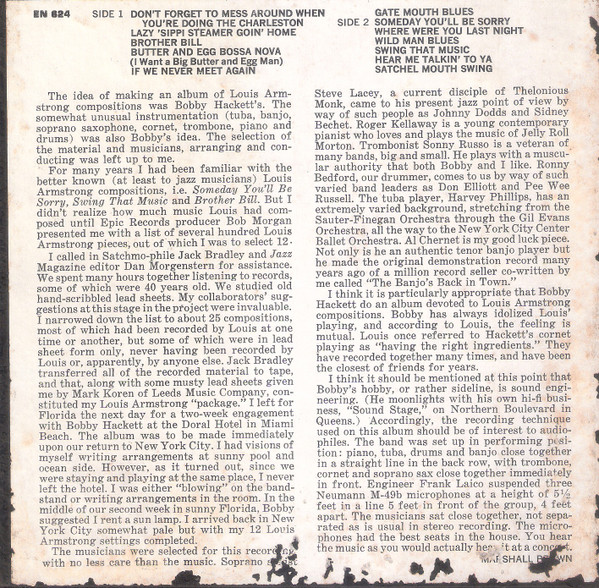 EN 624
SIDE 1
DON'T FORGET TO MESS AROUND WHEN
YOU'RE DOING THE CHARLESTON
LAZY 'SIPPI STEAMER GOIN' HOME
BROTHER BILL
BUTTER AND EGG BOSSA NOVA
(I Want a Big Butter and Egg Man)
IF WE NEVER MEET AGAIN
SIDE 2
GATE MOUTH BLUES
SOMEDAY YOU'LL BE SORRY
WHERE WERE YOU LAST NIGHT
WILD MAN BLUES
SWING THAT MUSIC
HEAR ME TALKIN' TO YA
SATCHEL MOUTH SWING
The idea of making an album of Louis Arm-
strong compositions was Bobby Hackett's. The
somewhat unusual instrumentation (tuba, banjo,
soprano saxophone, cornet, trombone, piano and
drums) was also Bobby's idea. The selection of
the material and musicians, arranging and con-
ducting was left up to me.
For many years I had been familiar with the
better known (at least to jazz musicians) Louis
Armstrong compositions, i.e. Someday You'll Be
Sorry, Swing That Music and Brother Bill. But I
didn't realize how much music Louis had com-
posed until Epic Records producer Bob Morgan
presented me with a list of several hundred Louis
Armstrong pieces, out of which I was to select 12.
I called in Satchmo-phile Jack Bradley and Jazz
Magazine editor Dan Morgenstern for assistance.
We spent many hours together listening to records,
some of which were 40 years old. We studied old
hand-scribbled lead sheets. My collaborators' sug-
gestions at this stage in the project were invaluable.
I narrowed down the list to about 25 compositions,
most of which had been recorded by Louis at one
time or another, but some of which were in lead
sheet form only, never having been recorded by
Louis or, apparently, by anyone else. Jack Bradley
transferred all of the recorded material to tape,
and that, along with some musty lead sheets given
me by Mark Koren of Leeds Music Company, con-
stituted my Louis Armstrong "package." I left for
Florida the next day for a two-week engagement
with Bobby Hackett at the Doral Hotel in Miami
Beach. The album was to be made immediately
upon our return to New York City. I had visions of
myself writing arrangements at sunny pool and
ocean side. However, as it turned out, since we
were staying and playing at the same place, I never
left the hotel. I was either "blowing" on the band-
stand or writing arrangements in the room. In the
middle of our second week in sunny Florida, Bobby
suggested I rent a sun lamp. I arrived back in New
York City somewhat pale but with my 12 Louis
Armstrong settings completed.
The musicians were selected for this recording
with no less care than the music. Soprano
Steve Lacey, a current disciple of Thelonious
Monk, came to his present jazz point of view by
way of such people as Johnny Dodds and Sidney
Bechet. Roger Kellaway is a young contemporary
pianist who loves and plays the music of Jelly Roll
Morton. Trombonist Sonny Russo is a veteran of
many bands, big and small. He plays with a muscu-
lar authority that both Bobby and I like. Ronny
Bedford, our drummer, comes to us by way of such
varied band leaders as Don Elliott and Pee Wee
Russell. The tuba player, Harvey Phillips, has an
extremely varied background, stretching from the
Sauter-Finegan Orchestra through the Gil Evans
Orchestra, all the way to the New York City Center
Ballet Orchestra. Al Chernet is my good luck piece.
Not only is he an authentic tenor banjo player but
he made the original demonstration record many
years ago of a million record seller co-written by
me called "The Banjo's Back in Town."
I think it is particularly appropriate that Bobby
Hackett do an album devoted to Louis Armstrong
compositions. Bobby has always idolized Louis'
playing, and according to Louis, the feeling is
mutual. Louis once referred to Hackett's cornet
playing as "having the right ingredients." They
have recorded together many times, and have been
the closest of friends for years.
I think it should be mentioned at this point that
Bobby's hobby, or rather sideline, is sound engi-
neering. (He moonlights with his own hi-fi busi-
ness, "Sound Stage," on Northern Boulevard in
Queens.) Accordingly, the recording technique
used on this album should be of interest to audio-
philes. The band was set up in performing posi-
tion: piano, tuba, drums and banjo close together
in a straight line in the back row, with trombone,
cornet and soprano sax close together immediately
in front. Engineer Frank Laico suspended three
Neumann M-49b microphones at a height of 5½
feet in a line 5 feet in front of the group, 4 feet
apart. The musicians sat close together, not sepa-
rated as is usual in stereo recording. The micro-
phones had the best seats in the house. You hear
the music as you would actually hear it at a concert.
MARSHALL BROWN